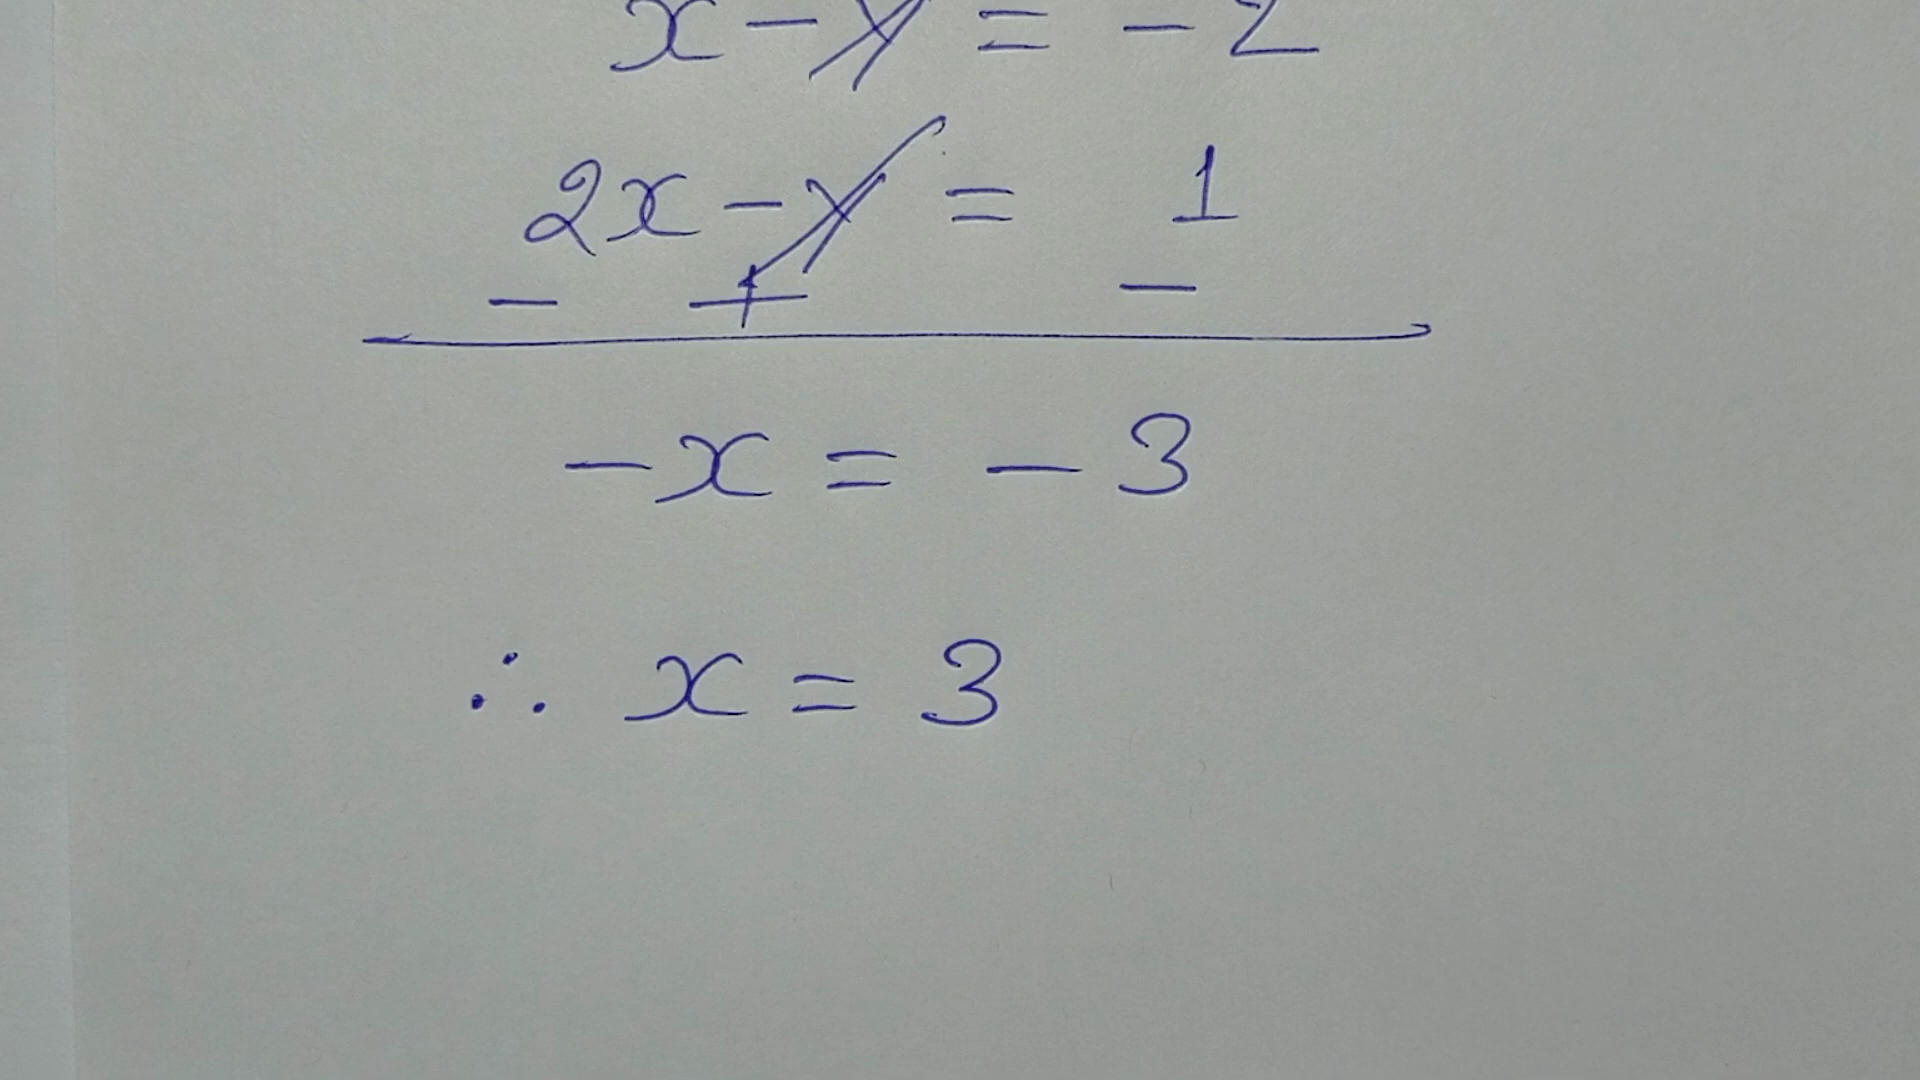 x - y = - 2
2x - y = 1
- + -
-x = - 3
∴ x = 3